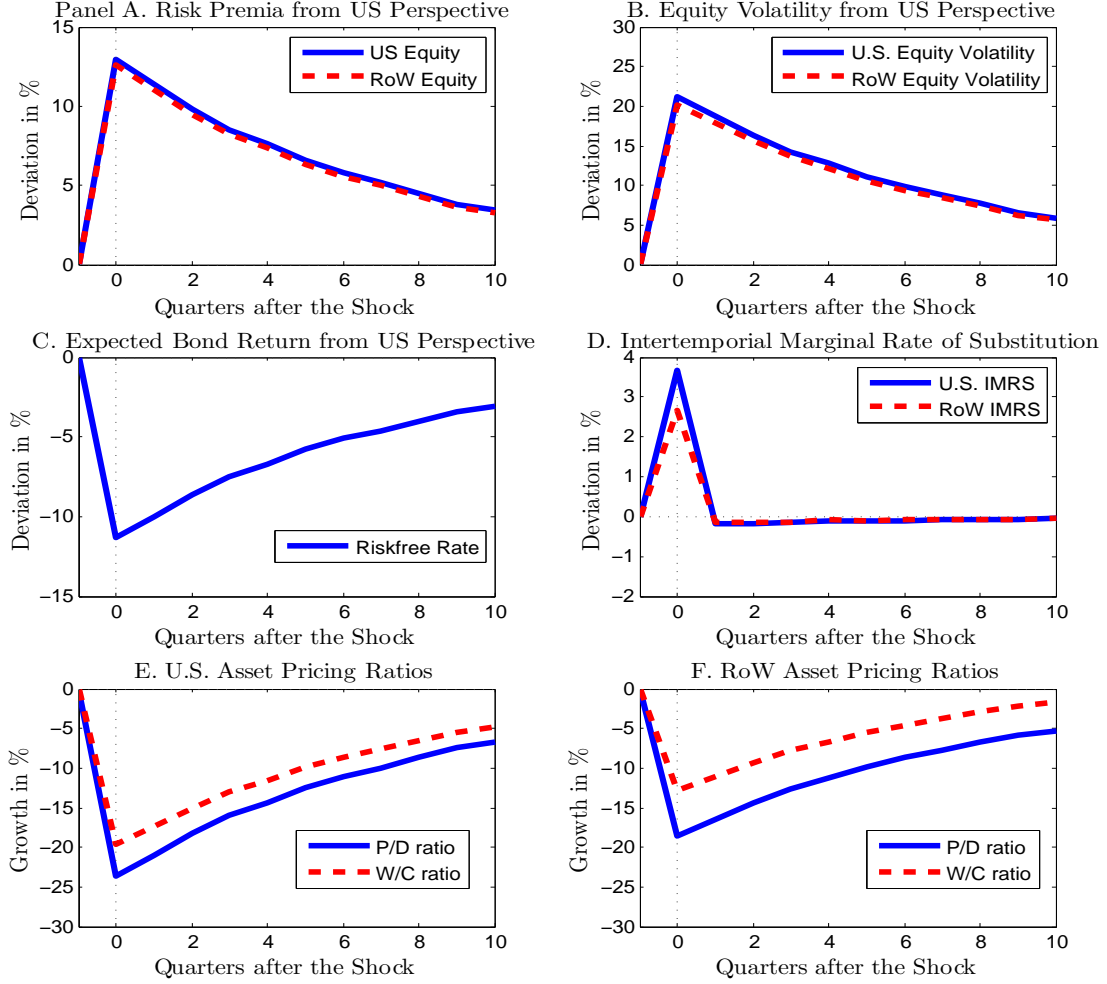 Panel A. Risk Premia from US Perspective
15
10
5
0
Deviation in %
US Equity
RoW Equity
0 2 4 6 8 10
Quarters after the Shock
B. Equity Volatility from US Perspective
30
25
20
15
10
5
0
Deviation in %
U.S. Equity Volatility
RoW Equity Volatility
0 2 4 6 8 10
Quarters after the Shock
C. Expected Bond Return from US Perspective
0
−5
−10
−15
Deviation in %
Riskfree Rate
0 2 4 6 8 10
Quarters after the Shock
D. Intertemporial Marginal Rate of Substitution
4
3
2
1
0
−1
−2
Deviation in %
U.S. IMRS
RoW IMRS
0 2 4 6 8 10
Quarters after the Shock
E. U.S. Asset Pricing Ratios
0
−5
−10
−15
−20
−25
−30
Growth in %
P/D ratio
W/C ratio
0 2 4 6 8 10
Quarters after the Shock
F. RoW Asset Pricing Ratios
0
−5
−10
−15
−20
−25
−30
Growth in %
P/D ratio
W/C ratio
0 2 4 6 8 10
Quarters after the Shock